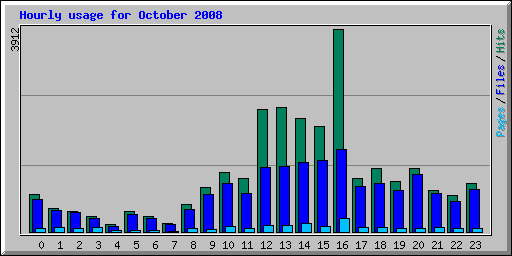 Hourly usage for October 2008
3912
Pages / Files / Hits
0 1 2 3 4 5 6 7 8 9 10 11 12 13 14 15 16 17 18 19 20 21 22 23